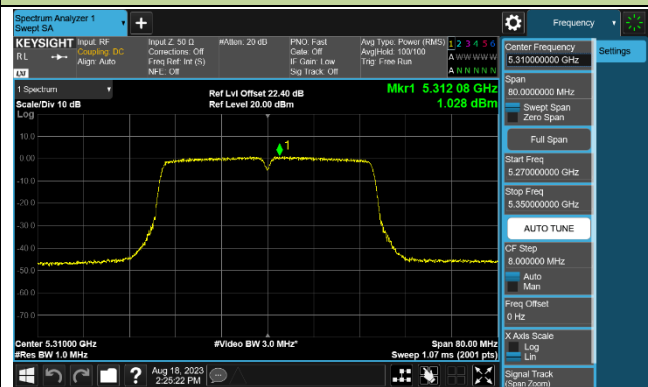 Spectrum Analyzer 1
Swept SA
+
Frequency
KEYSIGHT Input: RF
RL
Coupling: DC
Align: Auto
LXI
Input Z: 50 Ω
Corrections: Off
Freq Ref: Int (S)
NFE: Off
#Atten: 20 dB
PNO: Fast
Gate: Off
IF Gain: Low
Sig Track: Off
Avg Type: Power (RMS)
Avg|Hold: 100/100
Trig: Free Run
1 2 3 4 5 6
A W W W W W
A N N N N N
1 Spectrum
Scale/Div 10 dB
Log
Ref Lvl Offset 22.40 dB
Ref Level 20.00 dBm
Mkr1 5.312 08 GHz
1.028 dBm
1
10.0
0.00
-10.0
-20.0
-30.0
-40.0
-50.0
-60.0
-70.0
Center 5.31000 GHz
#Res BW 1.0 MHz
#Video BW 3.0 MHz*
Span 80.00 MHz
Sweep 1.07 ms (2001 pts)
Aug 18, 2023
2:25:22 PM
?
Center Frequency
5.310000000 GHz
Settings
Span
80.0000000 MHz
Swept Span
Zero Span
Full Span
Start Freq
5.270000000 GHz
Stop Freq
5.350000000 GHz
AUTO TUNE
CF Step
8.000000 MHz
Auto
Man
Freq Offset
0 Hz
X Axis Scale
Log
Lin
Signal Track
(Span Zoom)